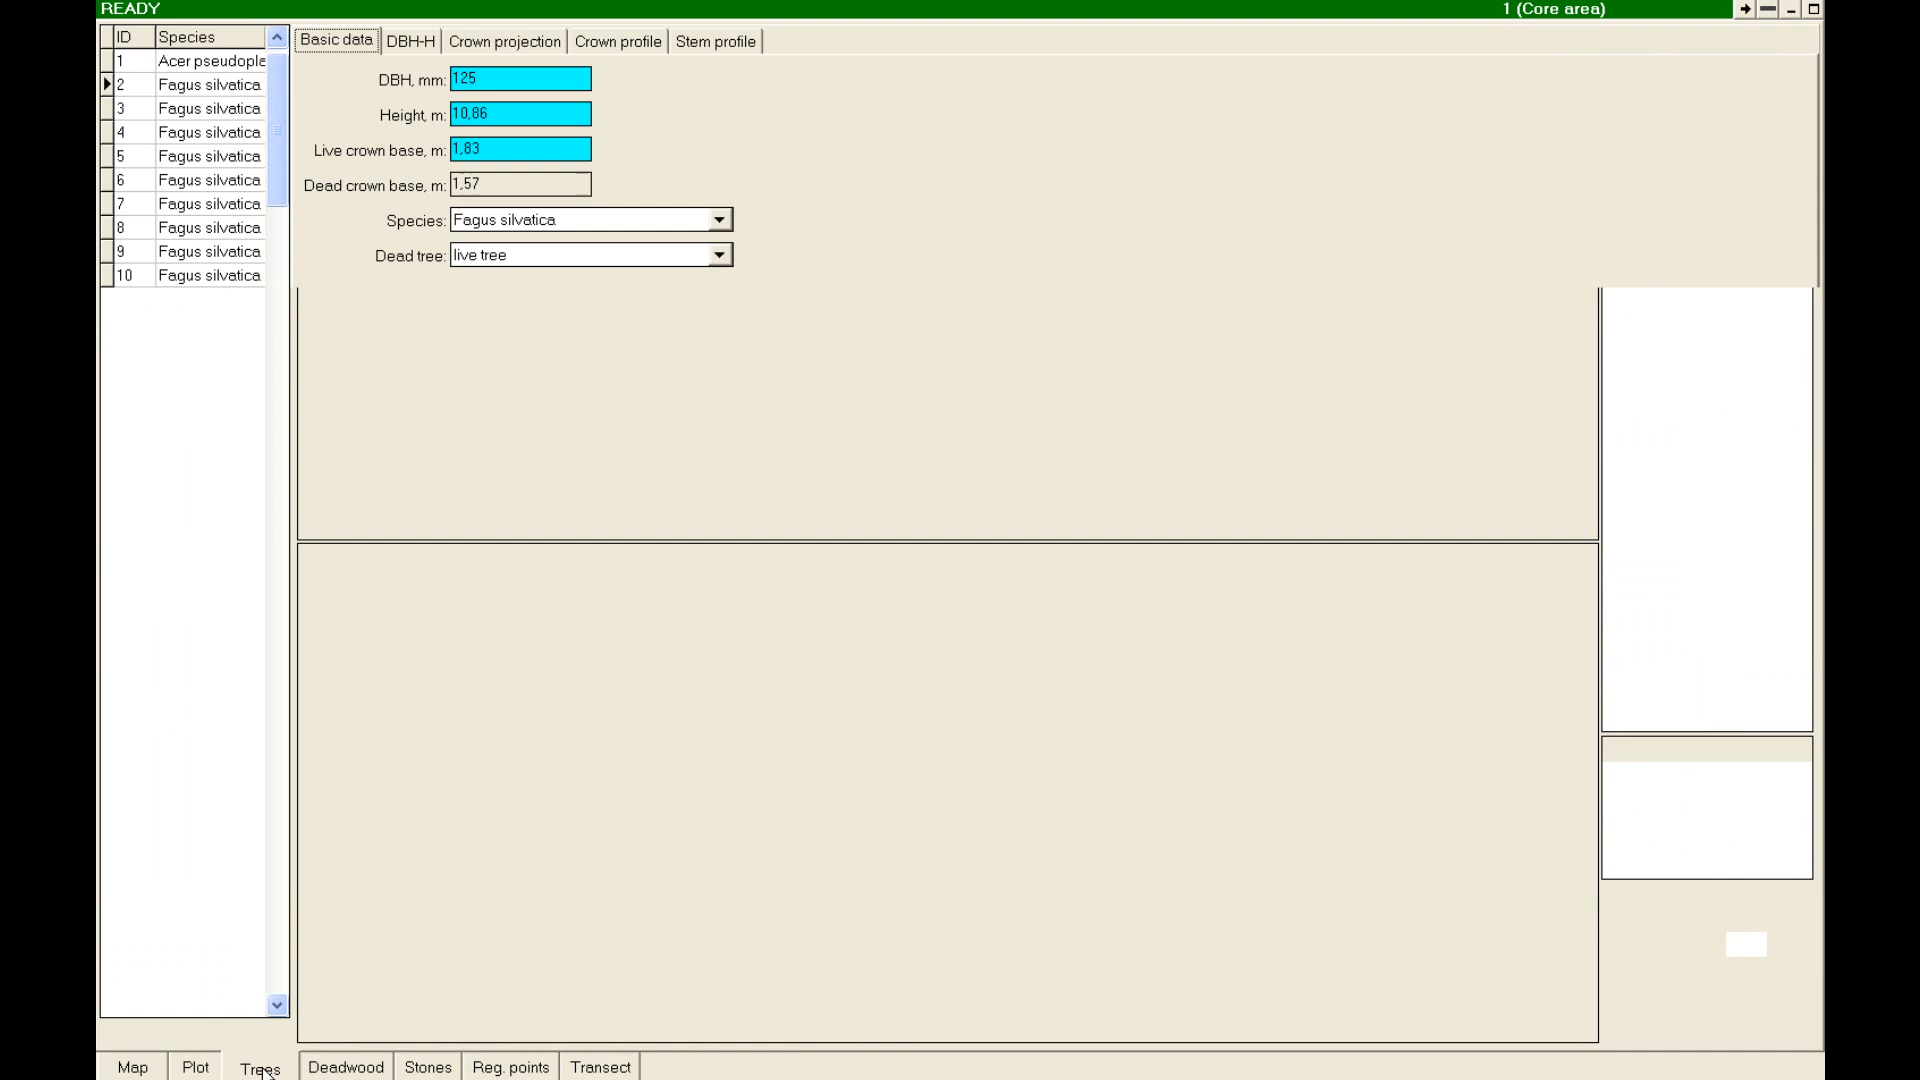 READY 1 (Core area)
ID Species
1 Acer pseudopla
2 Fagus silvatica
3 Fagus silvatica
4 Fagus silvatica
5 Fagus silvatica
6 Fagus silvatica
7 Fagus silvatica
8 Fagus silvatica
9 Fagus silvatica
10 Fagus silvatica
Basic data DBH-H Crown projection Crown profile Stem profile
DBH, mm: 125
Height, m: 10,86
Live crown base, m: 1,83
Dead crown base, m: 1,57
Species: Fagus silvatica
Dead tree: live tree
Map Plot Trees Deadwood Stones Reg. points Transect